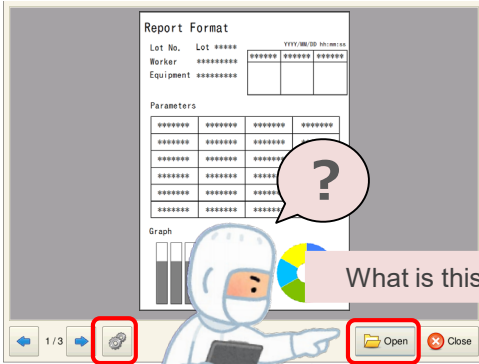 Report Format
YYYY/MM/DD hh:mm:ss
Lot No. Lot *****
Worker *********
Equipment *********
****** ****** ******
Parameters
******* ******* ******* *******
******* ******* *******
******* ******* *******
******* ******* *******
******* ******* *******
******* ******* *******
?
Graph
What is this
1/3
Open
Close